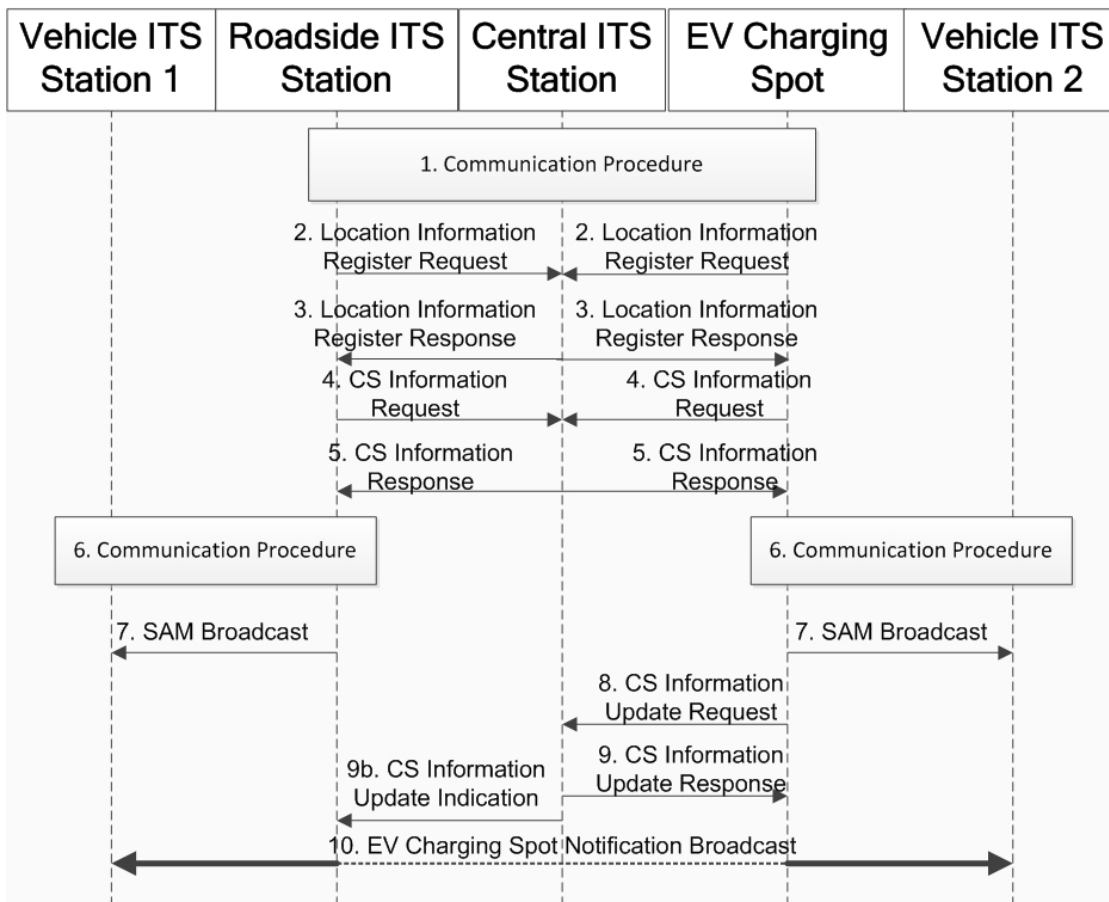 Vehicle ITS
Station 1
Roadside ITS
Station
Central ITS
Station
EV Charging
Spot
Vehicle ITS
Station 2
1. Communication Procedure
2. Location Information
Register Request
2. Location Information
Register Request
3. Location Information
Register Response
3. Location Information
Register Response
4. CS Information
Request
4. CS Information
Request
5. CS Information
Response
5. CS Information
Response
6. Communication Procedure
6. Communication Procedure
7. SAM Broadcast
7. SAM Broadcast
8. CS Information
Update Request
9. CS Information
Update Response
9b. CS Information
Update Indication
10. EV Charging Spot Notification Broadcast